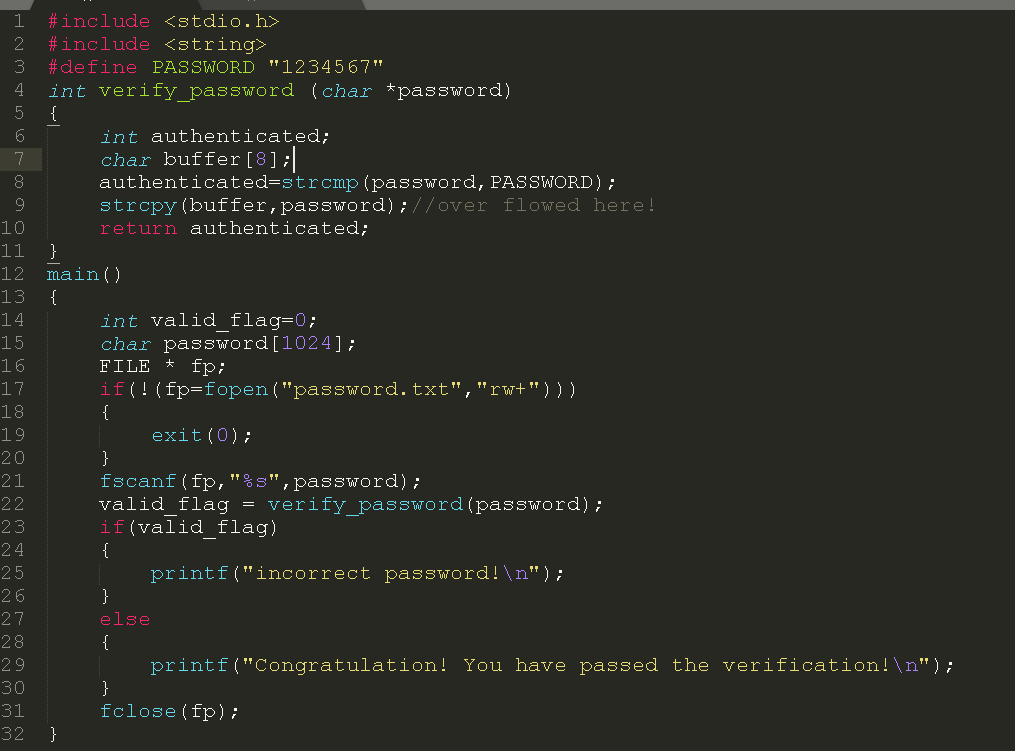 1 #include <stdio.h>
2 #include <string>
3 #define PASSWORD "1234567"
4 int verify_password (char *password)
5 {
6     int authenticated;
7     char buffer[8];
8     authenticated=strcmp(password,PASSWORD);
9     strcpy(buffer,password);//over flowed here!
10     return authenticated;
11 }
12 main()
13 {
14     int valid_flag=0;
15     char password[1024];
16     FILE * fp;
17     if(!(fp=fopen("password.txt","rw+")))
18     {
19         exit(0);
20     }
21     fscanf(fp,"%s",password);
22     valid_flag = verify_password(password);
23     if(valid_flag)
24     {
25         printf("incorrect password!\n");
26     }
27     else
28     {
29         printf("Congratulation! You have passed the verification!\n");
30     }
31     fclose(fp);
32 }